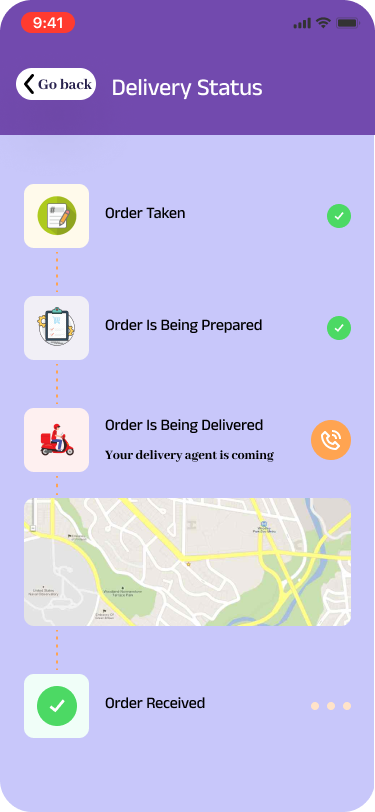 9:41
Go back
Delivery Status
Order Taken
Order Is Being Prepared
Order Is Being Delivered
Your delivery agent is coming
Order Received